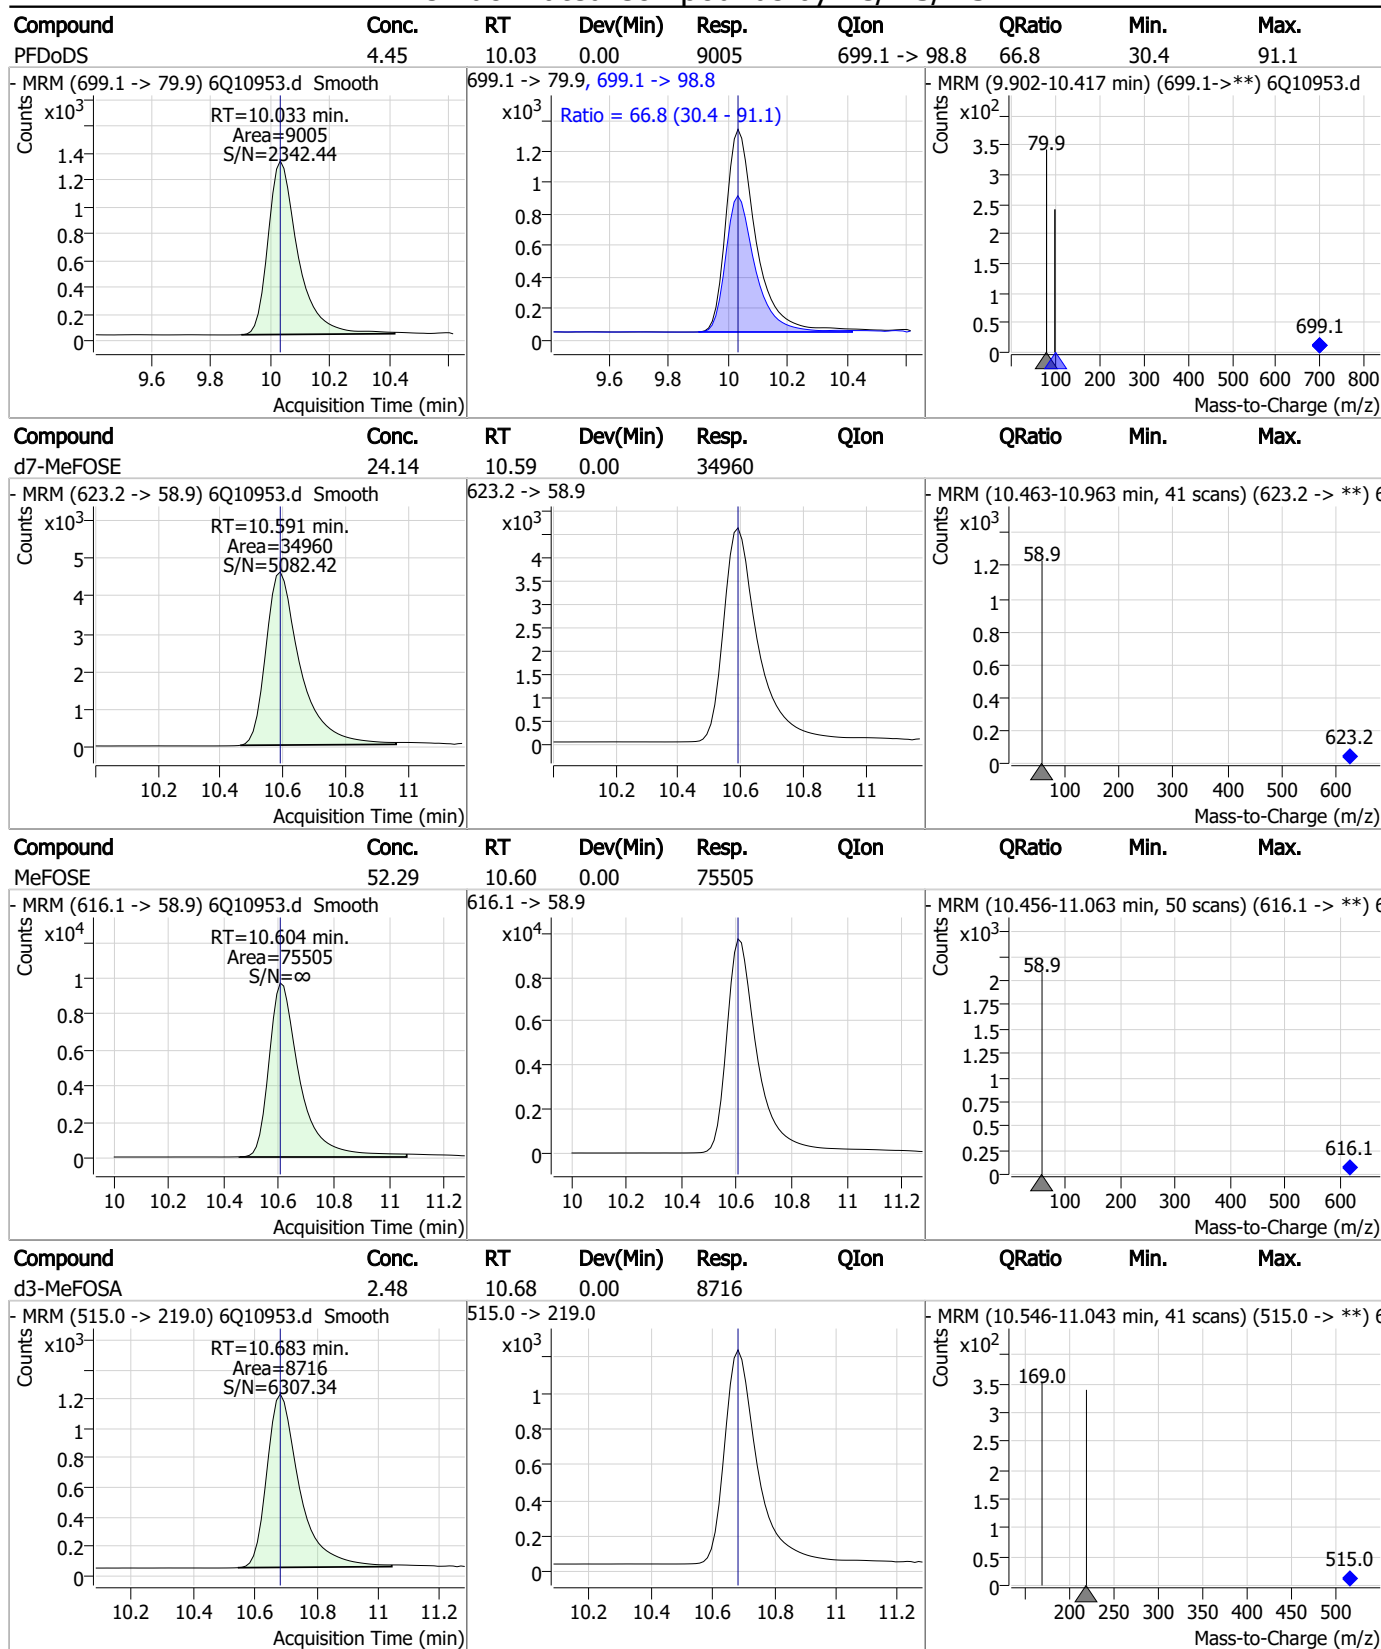 Compound Conc. RT Dev(Min) Resp. QIon QRatio Min. Max.
PFDoDS 4.45 10.03 0.00 9005 699.1 -> 98.8 66.8 30.4 91.1
- MRM (699.1 -> 79.9) 6Q10953.d Smooth
Counts
x10³
RT=10.033 min.
Area=9005
S/N=2342.44
1.4
1.2
1
0.8
0.6
0.4
0.2
0
9.6 9.8 10 10.2 10.4
Acquisition Time (min)
699.1 -> 79.9, 699.1 -> 98.8
x10³
Ratio = 66.8 (30.4 - 91.1)
1.2
1
0.8
0.6
0.4
0.2
0
9.6 9.8 10 10.2 10.4
- MRM (9.902-10.417 min) (699.1->**) 6Q10953.d
Counts
x10²
79.9
3.5
3
2.5
2
1.5
1
0.5
0
699.1
100 200 300 400 500 600 700 800
Mass-to-Charge (m/z)
Compound Conc. RT Dev(Min) Resp. QIon QRatio Min. Max.
d7-MeFOSE 24.14 10.59 0.00 34960
- MRM (623.2 -> 58.9) 6Q10953.d Smooth
Counts
x10³
RT=10.591 min.
Area=34960
S/N=5082.42
5
4
3
2
1
0
10.2 10.4 10.6 10.8 11
Acquisition Time (min)
623.2 -> 58.9
x10³
4
3.5
3
2.5
2
1.5
1
0.5
0
10.2 10.4 10.6 10.8 11
- MRM (10.463-10.963 min, 41 scans) (623.2 -> **) 6
Counts
x10³
58.9
1.2
1
0.8
0.6
0.4
0.2
0
623.2
100 200 300 400 500 600
Mass-to-Charge (m/z)
Compound Conc. RT Dev(Min) Resp. QIon QRatio Min. Max.
MeFOSE 52.29 10.60 0.00 75505
- MRM (616.1 -> 58.9) 6Q10953.d Smooth
Counts
x10⁴
RT=10.604 min.
Area=75505
S/N=∞
1
0.8
0.6
0.4
0.2
0
10 10.2 10.4 10.6 10.8 11 11.2
Acquisition Time (min)
616.1 -> 58.9
x10⁴
0.8
0.6
0.4
0.2
0
10 10.2 10.4 10.6 10.8 11 11.2
- MRM (10.456-11.063 min, 50 scans) (616.1 -> **) 6
Counts
x10³
58.9
2
1.75
1.5
1.25
1
0.75
0.5
0.25
0
616.1
100 200 300 400 500 600
Mass-to-Charge (m/z)
Compound Conc. RT Dev(Min) Resp. QIon QRatio Min. Max.
d3-MeFOSA 2.48 10.68 0.00 8716
- MRM (515.0 -> 219.0) 6Q10953.d Smooth
Counts
x10³
RT=10.683 min.
Area=8716
S/N=6307.34
1.2
1
0.8
0.6
0.4
0.2
0
10.2 10.4 10.6 10.8 11 11.2
Acquisition Time (min)
515.0 -> 219.0
x10³
1
0.8
0.6
0.4
0.2
0
10.2 10.4 10.6 10.8 11 11.2
- MRM (10.546-11.043 min, 41 scans) (515.0 -> **) 6
Counts
x10²
169.0
3.5
3
2.5
2
1.5
1
0.5
0
515.0
200 250 300 350 400 450 500
Mass-to-Charge (m/z)